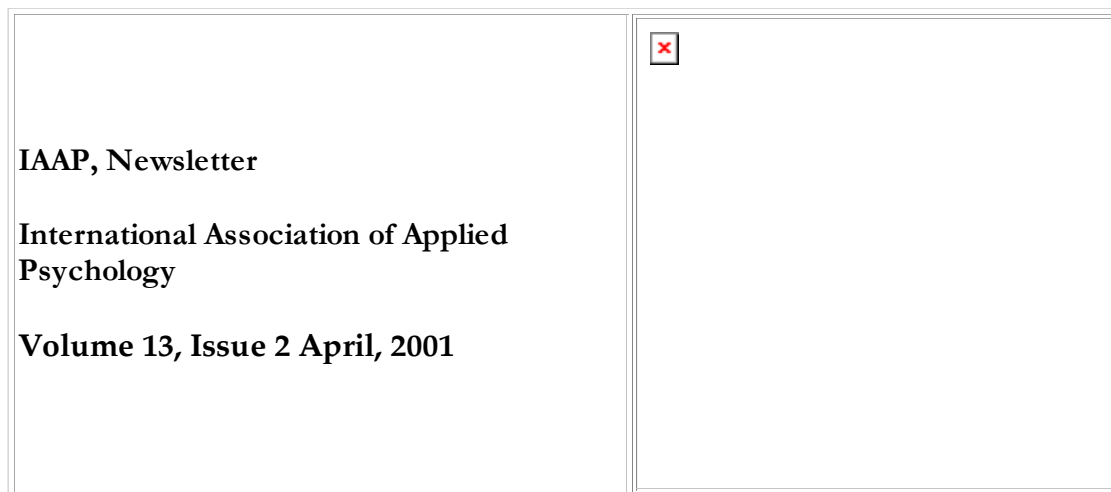 IAAP, Newsletter
International Association of Applied
Psychology
Volume 13, Issue 2 April, 2001